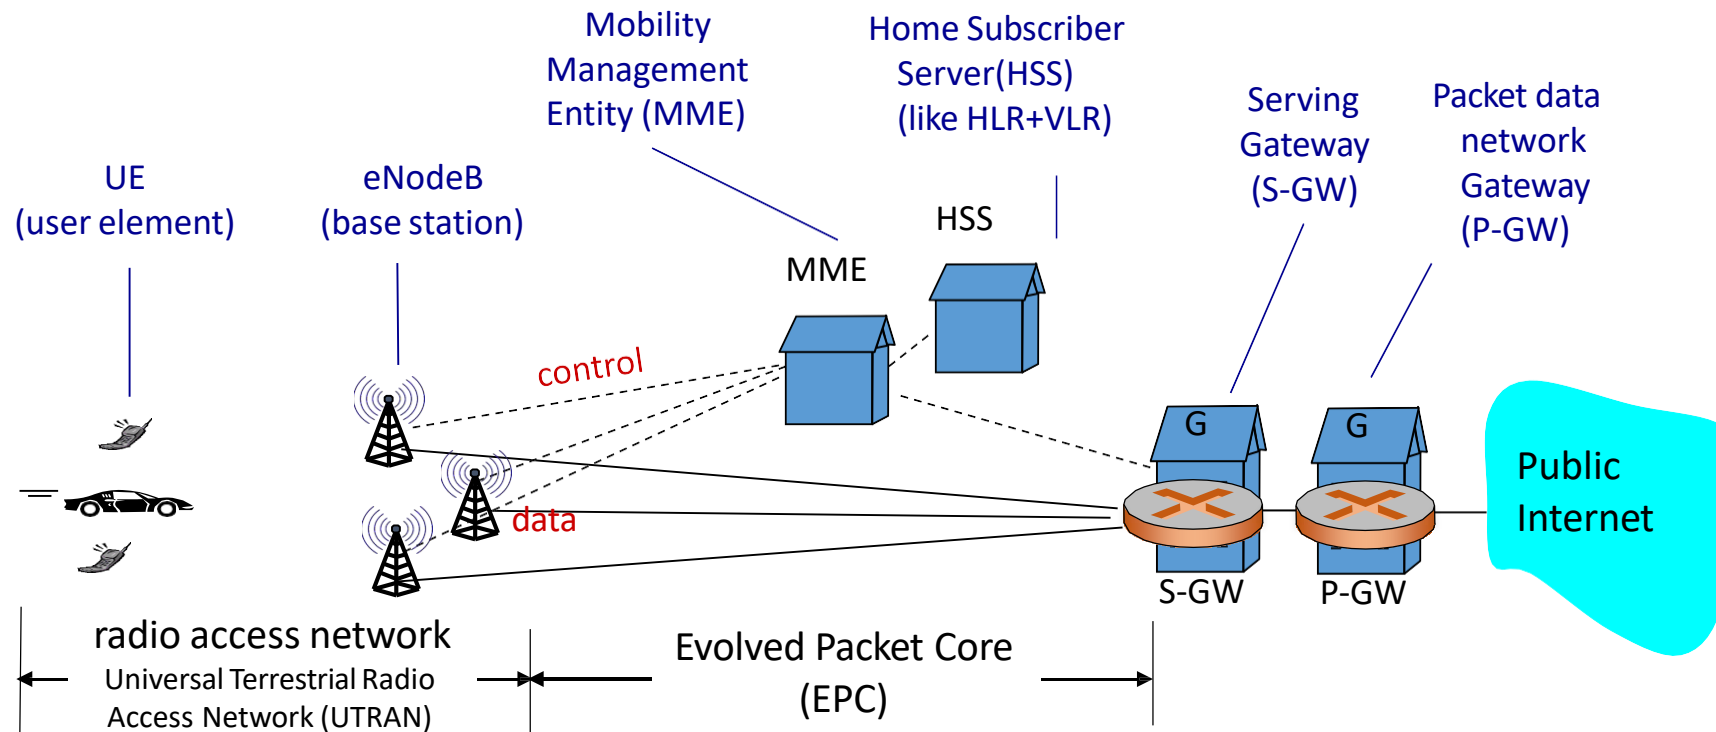 Mobility
Management
Entity (MME)
Home Subscriber
Server(HSS)
(like HLR+VLR)
Serving
Gateway
(S-GW)
Packet data
network
Gateway
(P-GW)
UE
(user element)
eNodeB
(base station)
HSS
MME
control
data
G
G
S-GW
P-GW
Public
Internet
radio access network
Universal Terrestrial Radio
Access Network (UTRAN)
Evolved Packet Core
(EPC)